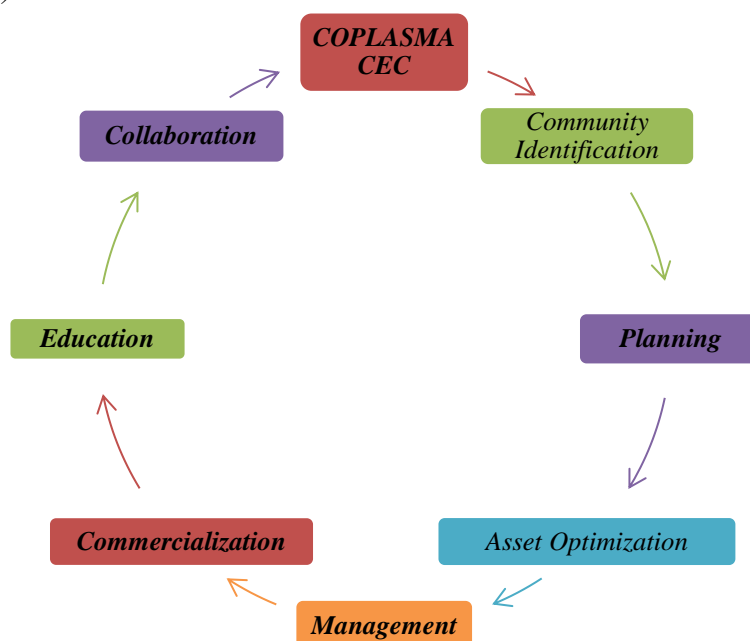 )
COPLASMA
CEC
Community
Identification
Planning
Asset Optimization
Management
Commercialization
Education
Collaboration